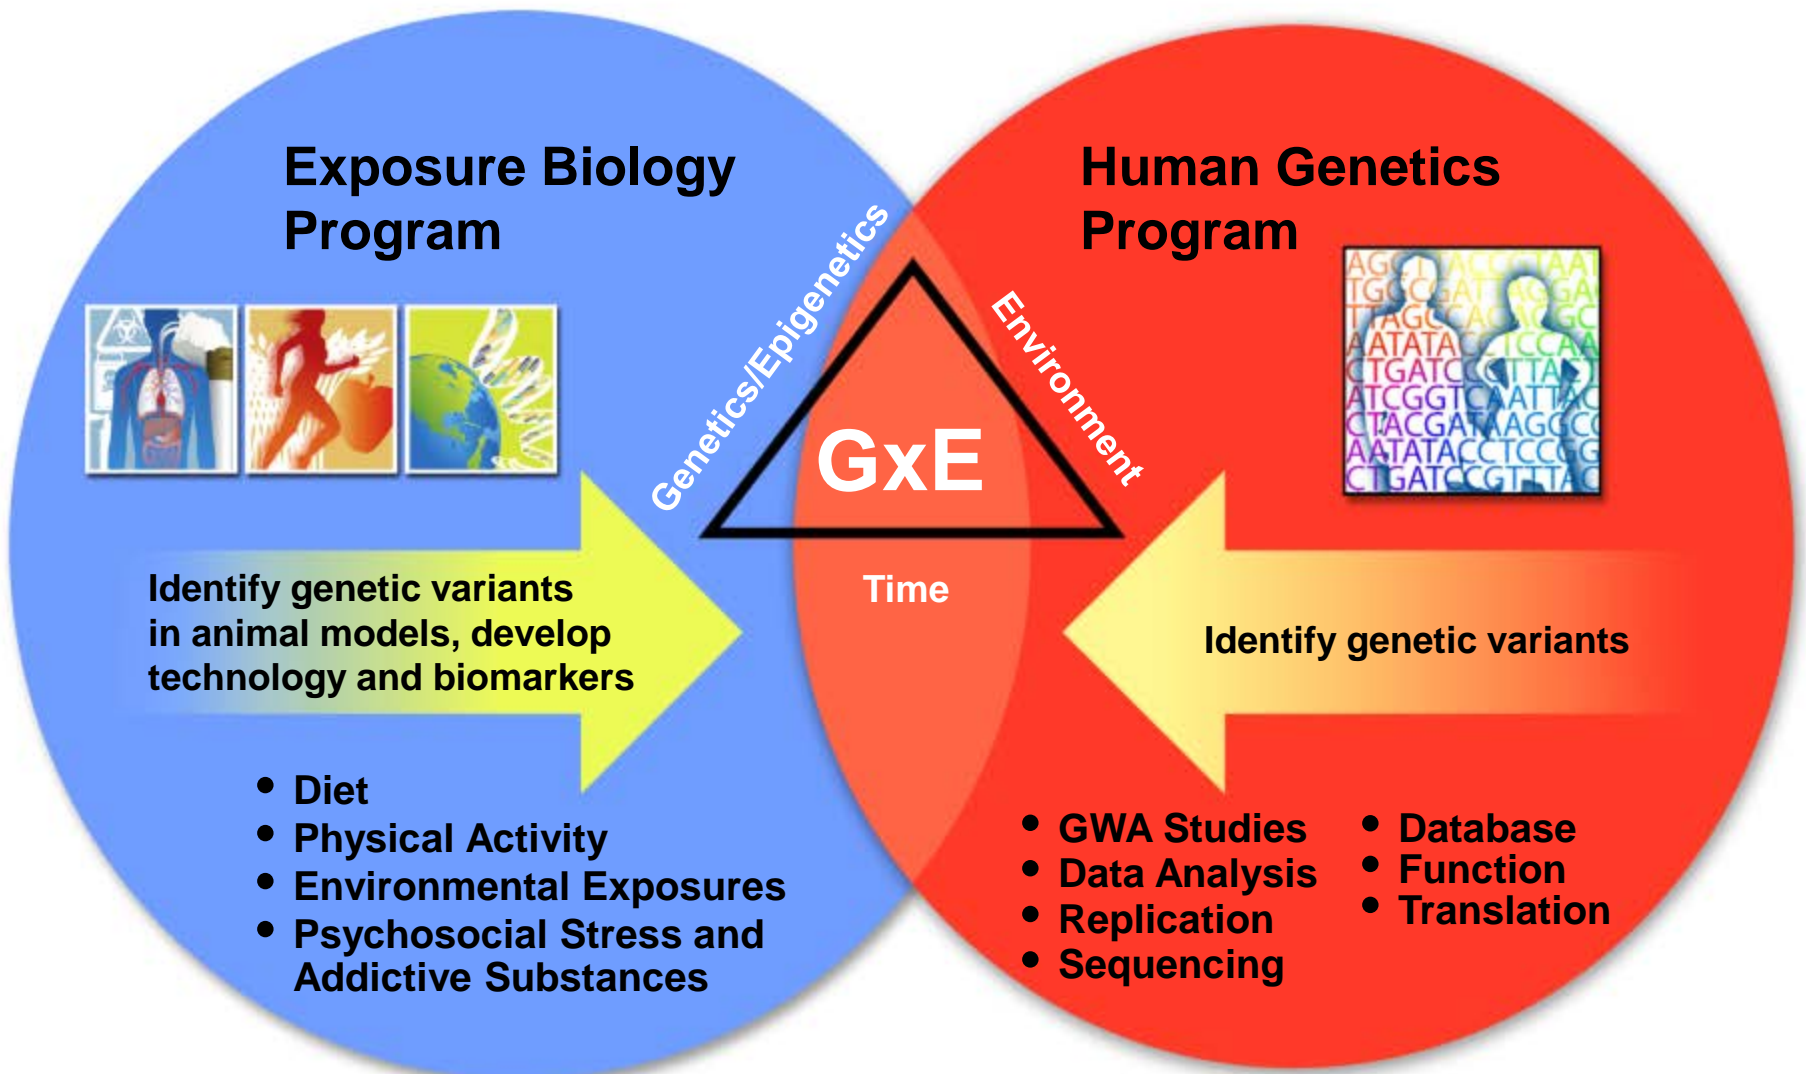 Exposure Biology
Program
Human Genetics
Program
Genetics/Epigenetics
Environment
GxE
Time
AATATACCTCCGG
CTGATCCGTTTAC
Identify genetic variants
in animal models, develop
technology and biomarkers
Identify genetic variants
• Diet
• Physical Activity
• Environmental Exposures
• Psychosocial Stress and
Addictive Substances
• GWA Studies
• Data Analysis
• Replication
• Sequencing
• Database
• Function
• Translation